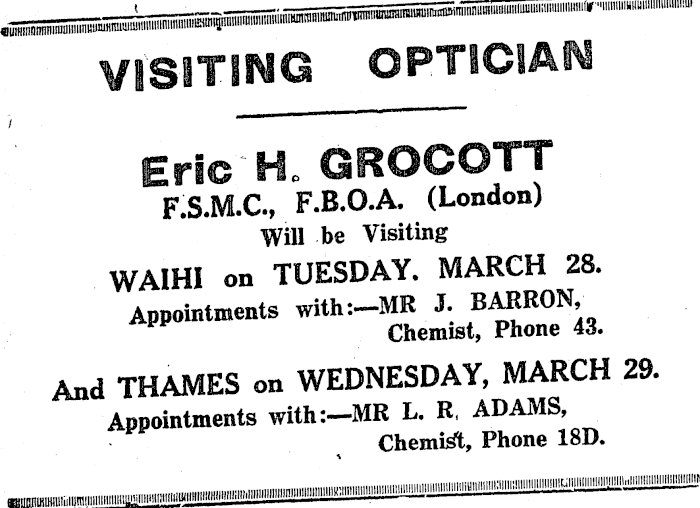 VISITING OPTICIAN
Eric H. GROCOTT
F.S.M.C., F.B.O.A. (London)
Will be Visiting
WAIHI on TUESDAY. MARCH 28.
Appointments with:—MR J. BARRON,
Chemist, Phone 43.
And THAMES on WEDNESDAY, MARCH 29.
Appointments with:—MR L. R. ADAMS,
Chemist, Phone 18D.